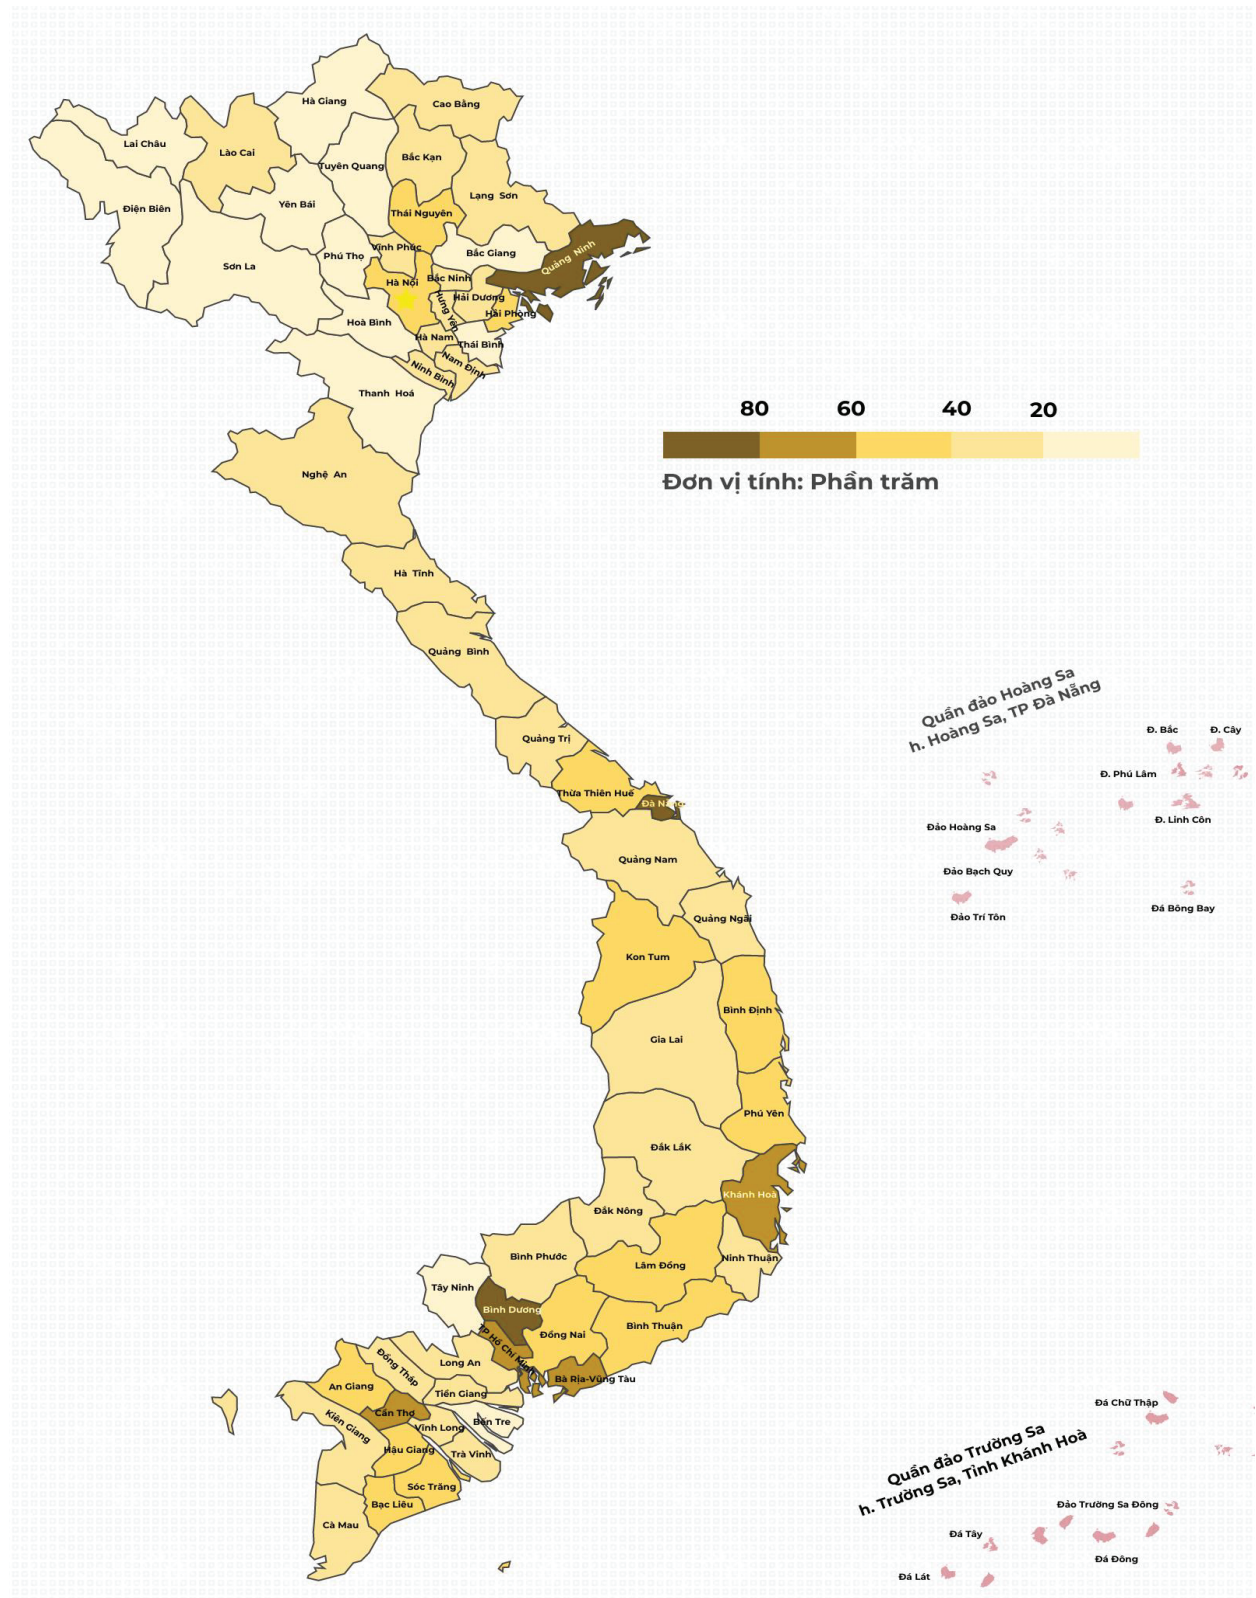 Hà Giang
Cao Bằng
Lai Châu
Lào Cai
Tuyên Quang
Bắc Kạn
Lạng Sơn
Điện Biên
Yên Bái
Thái Nguyên
Sơn La
Phú Thọ
Vĩnh Phúc
Bắc Giang
Quảng Ninh
Hà Nội
Bắc Ninh
Hưng Yên
Hải Dương
Hải Phòng
Hoà Bình
Hà Nam
Thái Bình
Nam Định
Ninh Bình
Thanh Hoá
80 60 40 20
Đơn vị tính: Phần trăm
Nghệ An
Hà Tĩnh
Quảng Bình
Quảng Trị
Thừa Thiên Huế
Đà Nẵng
Quần đảo Hoàng Sa
h. Hoàng Sa, TP Đà Nẵng
Đ. Bắc
Đ. Cây
Đ. Phú Lâm
Đ. Linh Côn
Đảo Hoàng Sa
Đảo Bạch Quy
Đá Bông Bay
Đảo Trí Tôn
Quảng Nam
Quảng Ngãi
Kon Tum
Bình Định
Gia Lai
Phú Yên
Đắk LắK
Khánh Hoà
Đắk Nông
Bình Phước
Lâm Đồng
Ninh Thuận
Tây Ninh
Bình Dương
Đồng Nai
Bình Thuận
TP Hồ Chí Minh
Long An
Đồng Tháp
Bà Rịa-Vũng Tàu
An Giang
Tiền Giang
Cần Thơ
Bến Tre
Kiên Giang
Vĩnh Long
Hậu Giang
Trà Vinh
Sóc Trăng
Bạc Liêu
Cà Mau
Đá Chữ Thập
Quần đảo Trường Sa
h. Trường Sa, Tỉnh Khánh Hoà
Đảo Trường Sa Đông
Đá Tây
Đá Đông
Đá Lát